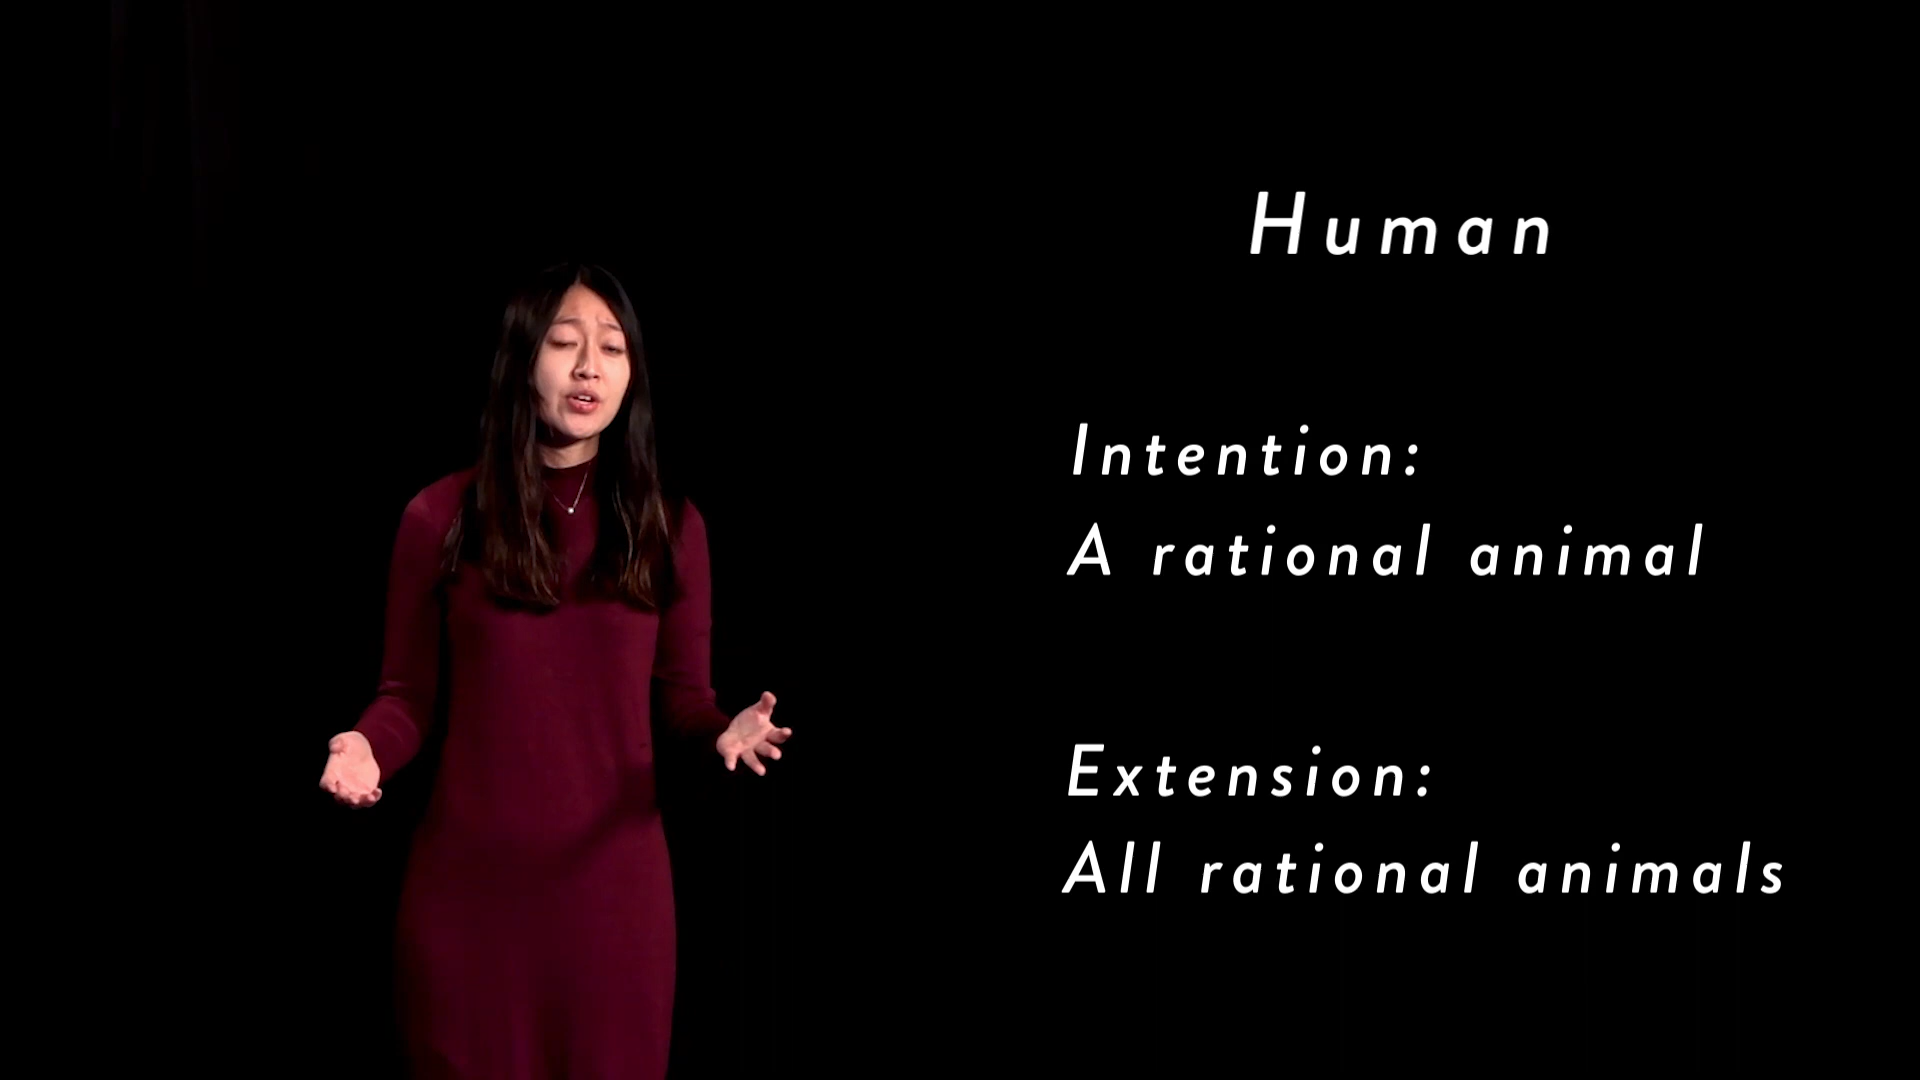 Human
Intention:
A rational animal
Extension:
All rational animals